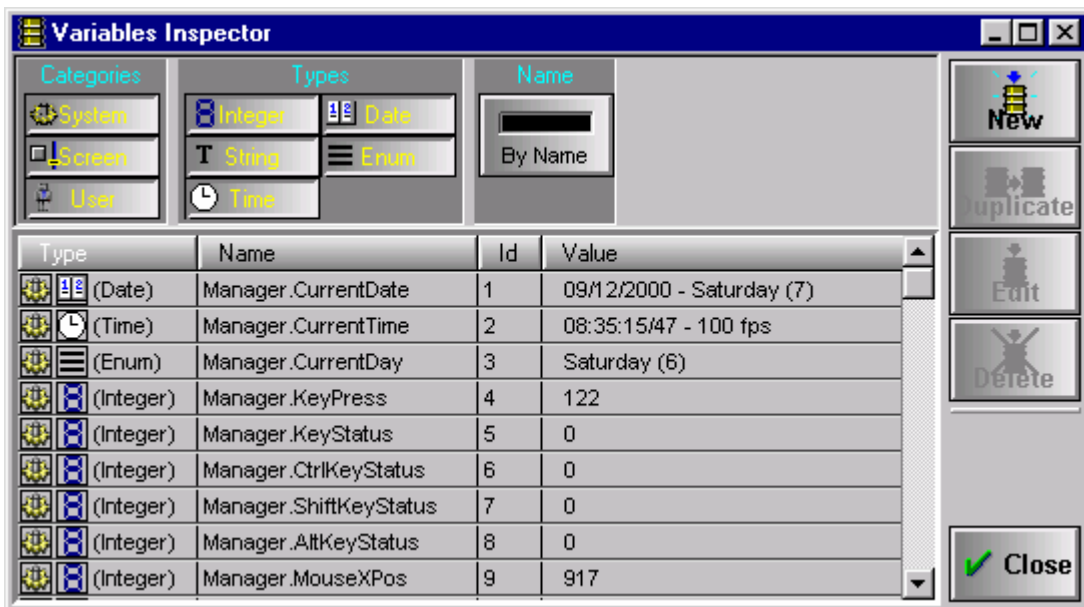 Variables Inspector
Categories
Types
Name
System
Integer
12 Date
By Name
New
Screen
T String
Enum
User
Time
Duplicate
Type Name Id Value
12 (Date) Manager.CurrentDate 1 09/12/2000 - Saturday (7)
(Time) Manager.CurrentTime 2 08:35:15/47 - 100 fps
Edit
(Enum) Manager.CurrentDay 3 Saturday (6)
(Integer) Manager.KeyPress 4 122
Delete
(Integer) Manager.KeyStatus 5 0
(Integer) Manager.CtrlKeyStatus 6 0
(Integer) Manager.ShiftKeyStatus 7 0
(Integer) Manager.AltKeyStatus 8 0
(Integer) Manager.MouseXPos 9 917
Close